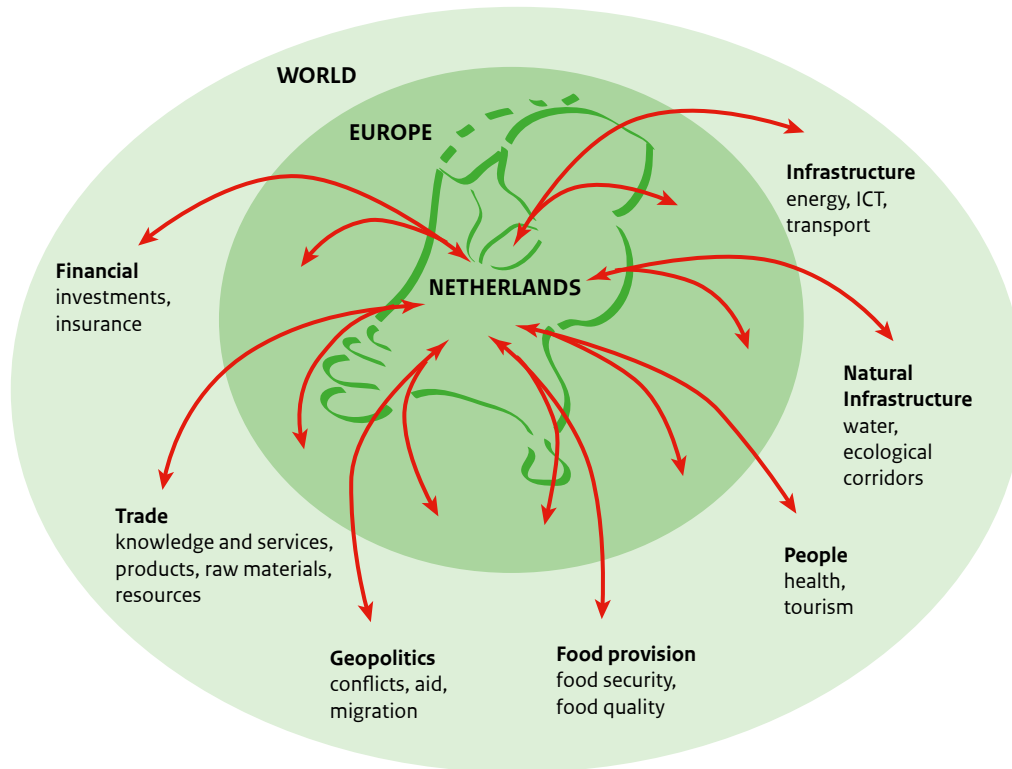 WORLD
EUROPE
NETHERLANDS
Infrastructure
energy, ICT,
transport
Financial
investments,
insurance
Natural
Infrastructure
water,
ecological
corridors
Trade
knowledge and services,
products, raw materials,
resources
People
health,
tourism
Geopolitics
conflicts, aid,
migration
Food provision
food security,
food quality